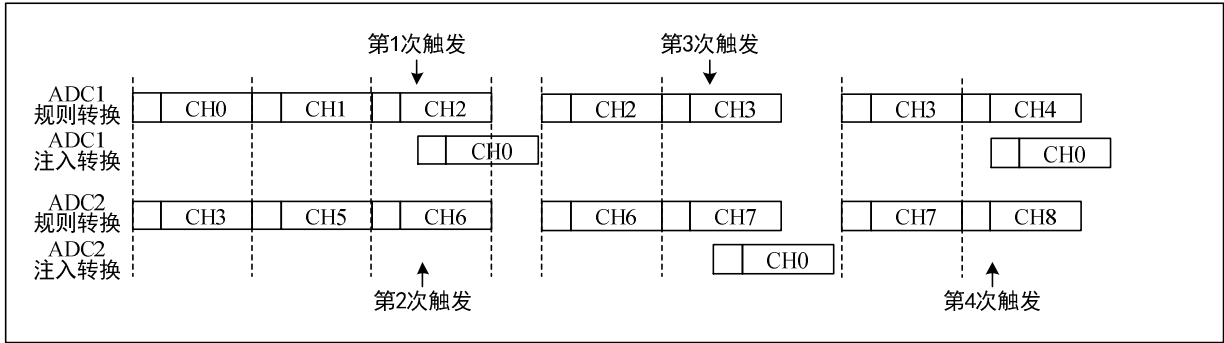 第1次触发 第3次触发
ADC1
规则转换 CH0 CH1 CH2 CH2 CH3 CH3 CH4
ADC1
注入转换 CH0 CH0
ADC2
规则转换 CH3 CH5 CH6 CH6 CH7 CH7 CH8
ADC2
注入转换 CH0
第2次触发 第4次触发